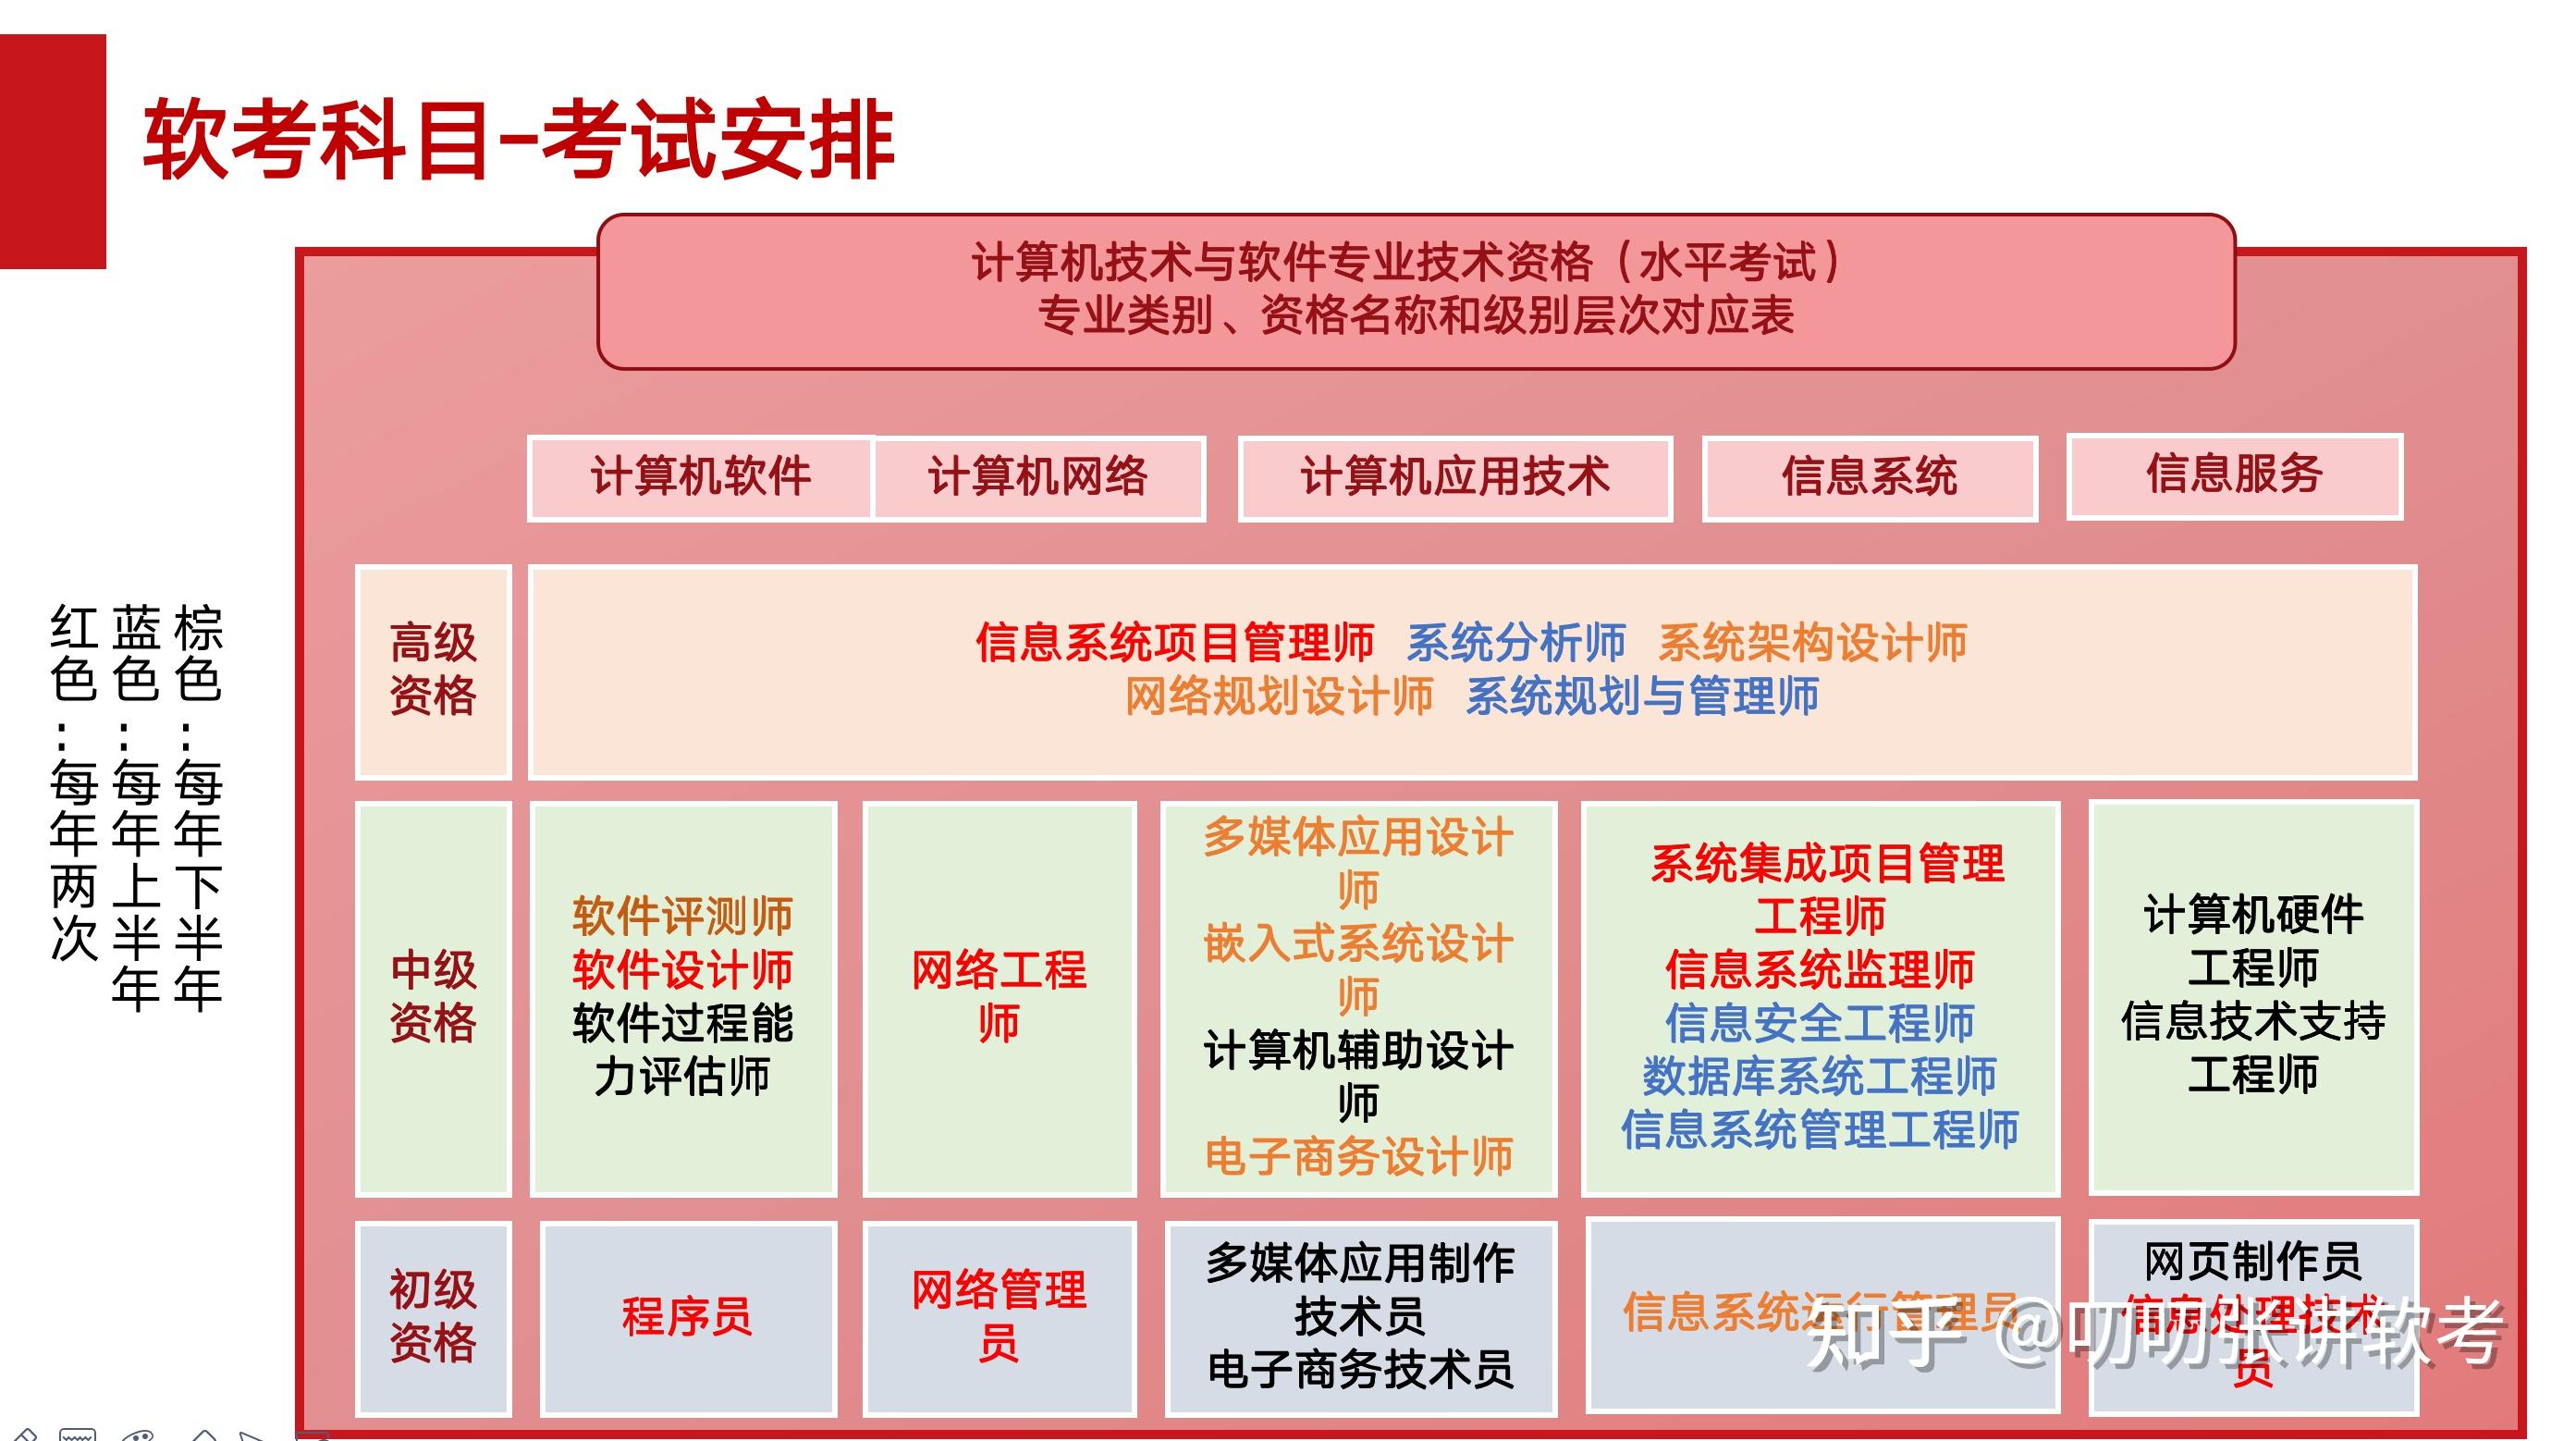 软考科目-考试安排
计算机技术与软件专业技术资格（水平考试）
专业类别、资格名称和级别层次对应表
计算机软件
计算机网络
计算机应用技术
信息系统
信息服务
红色：每年两次
蓝色：每年上半年
棕色：每年下半年
高级
资格
信息系统项目管理师 系统分析师 系统架构设计师
网络规划设计师 系统规划与管理师
中级
资格
软件评测师
软件设计师
软件过程能
力评估师
网络工程
师
多媒体应用设计
师
嵌入式系统设计
师
计算机辅助设计
师
电子商务设计师
系统集成项目管理
工程师
信息系统监理师
信息安全工程师
数据库系统工程师
信息系统管理工程师
计算机硬件
工程师
信息技术支持
工程师
初级
资格
程序员
网络管理
员
多媒体应用制作
技术员
电子商务技术员
信息系统运行管理员
网页制作员
信息处理技术
员
知乎 @叨叨张讲软考